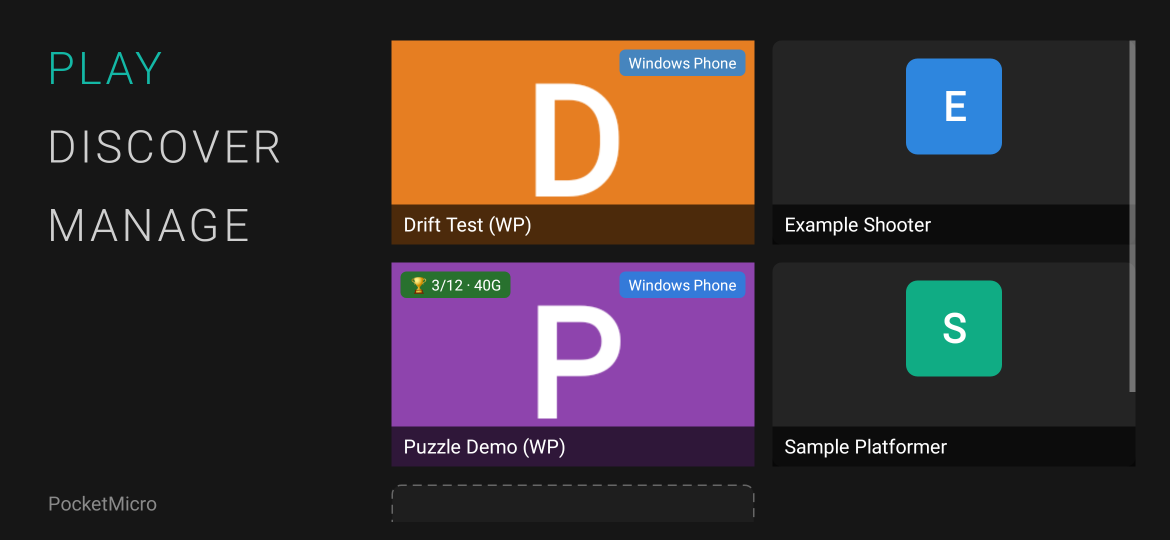 PLAY
DISCOVER
MANAGE
PocketMicro
Windows Phone
D
Drift Test (WP)
E
Example Shooter
🏆 3/12 · 40G
Windows Phone
P
Puzzle Demo (WP)
S
Sample Platformer